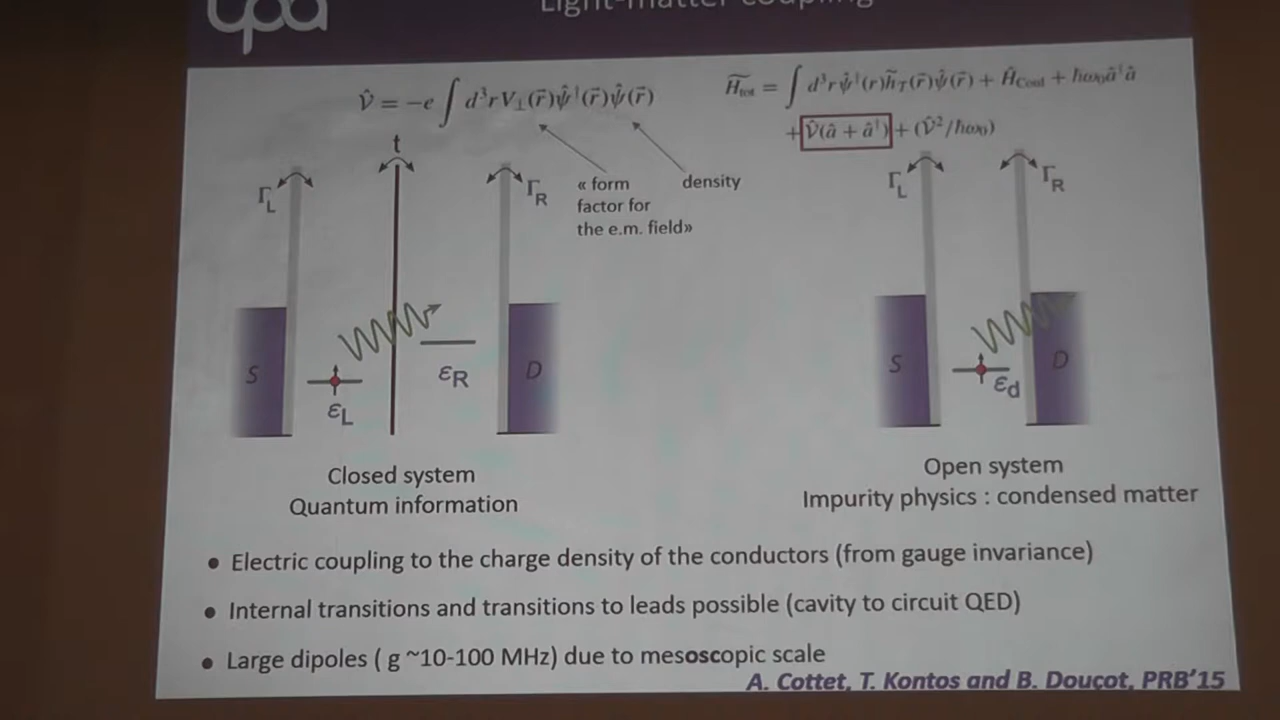 Light-matter coupling
𝒱̂ = −e ∫ d³r V⊥(r⃗)ψ̂†(r⃗)ψ̂(r⃗)
H̃tot = ∫ d³r ψ̂†(r)h̃T(r⃗)ψ̂(r⃗) + ĤCoul + ħω₀â†â
+ 𝒱̂(â + â†) + (𝒱̂²/ħω₀)
t
ΓL
ΓR
« form
factor for
the e.m. field»
density
ΓL
ΓR
S
εL
εR
D
S
εd
D
Closed system
Quantum information
Open system
Impurity physics : condensed matter
• Electric coupling to the charge density of the conductors (from gauge invariance)
• Internal transitions and transitions to leads possible (cavity to circuit QED)
• Large dipoles ( g ~10-100 MHz) due to mesoscopic scale
A. Cottet, T. Kontos and B. Douçot, PRB'15